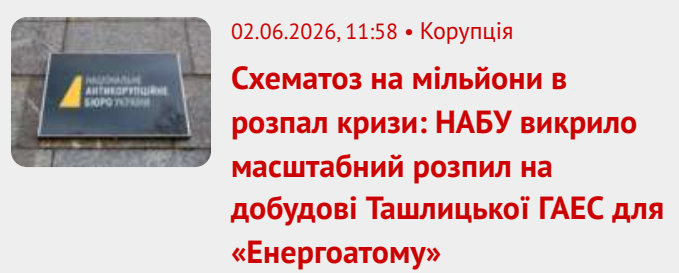 02.06.2026, 11:58 • Корупція
НАЦІОНАЛЬНЕ
АНТИКОРУПЦІЙНЕ
БЮРО УКРАЇНИ
Схематоз на мільйони в
розпал кризи: НАБУ викрило
масштабний розпил на
добудові Ташлицької ГАЕС для
«Енергоатому»